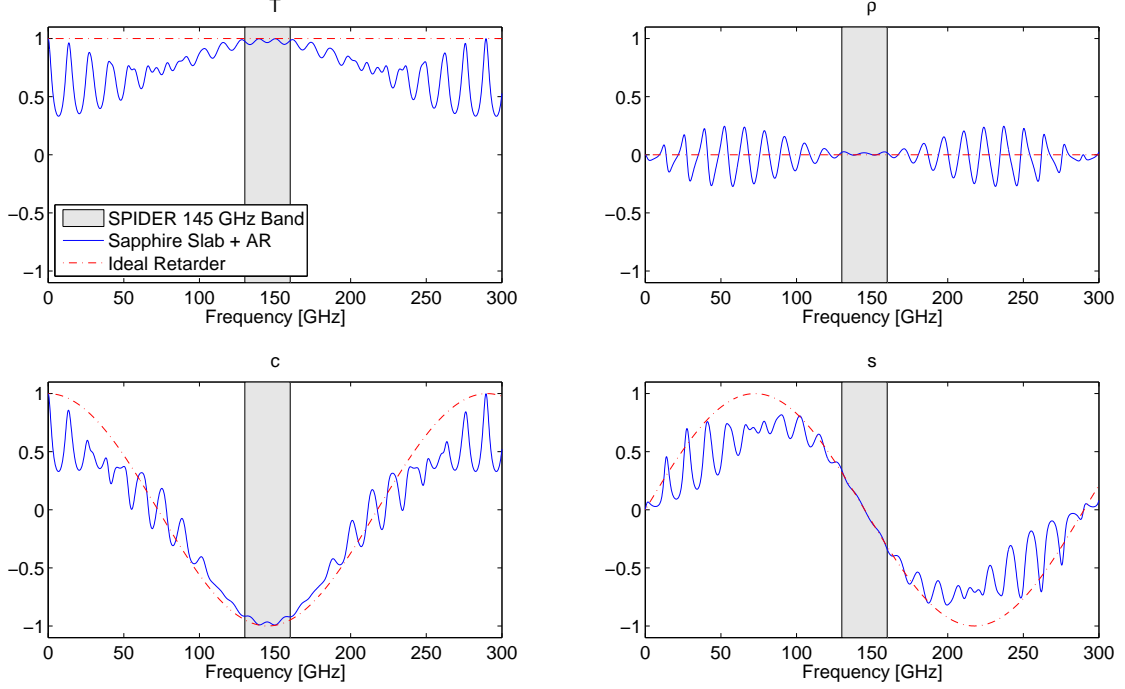 T
1
0.5
0
−0.5
−1
SPIDER 145 GHz Band
Sapphire Slab + AR
Ideal Retarder
0 50 100 150 200 250 300
Frequency [GHz]
ρ
1
0.5
0
−0.5
−1
0 50 100 150 200 250 300
Frequency [GHz]
c
1
0.5
0
−0.5
−1
0 50 100 150 200 250 300
Frequency [GHz]
s
1
0.5
0
−0.5
−1
0 50 100 150 200 250 300
Frequency [GHz]